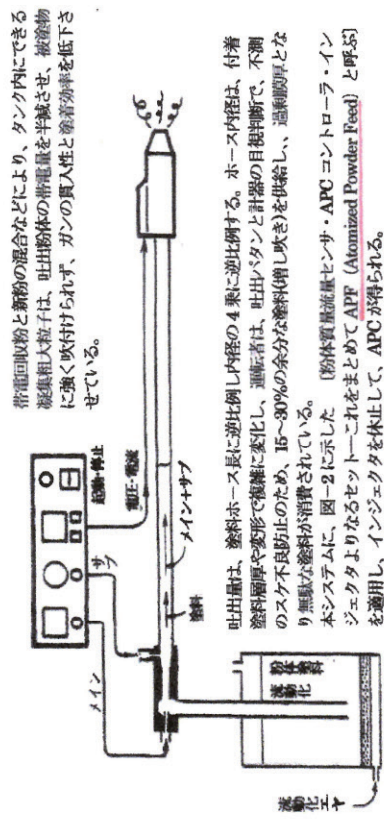 帯電回収粉と新粉の混合などにより、タンク内にできる
凝集粗大粒子は、吐出粉体の帯電量を半減させ、被塗物
に強く吹付けられず、ガンの貫入性と塗着効率を低下さ
せている。
起動・停止
電圧・電流
サブ
メイン
メイン+サブ
塗料
粉体塗料
流動化
流動化エヤ
吐出量は、塗料ホース長に逆比例し内径の4乗に逆比例する。ホース内径は、付着
塗料層厚や変形で複雑に変化し、運転者は、吐出パタンと計器の目視判断で、不測
のスケ不良防止のため、15~30%の余分な塗料(増し吹き)を供給し、、過剰膜厚とな
り無駄な塗料が消費されている。
本システムに、図-2に示した 〔粉体質量流量センサ・APCコントローラ・イン
ジェクタよりなるセット―これをまとめてAPF (Atomized Powder Feed) と呼ぶ〕
を適用し、インジェクタを休止して、APCが得られる。